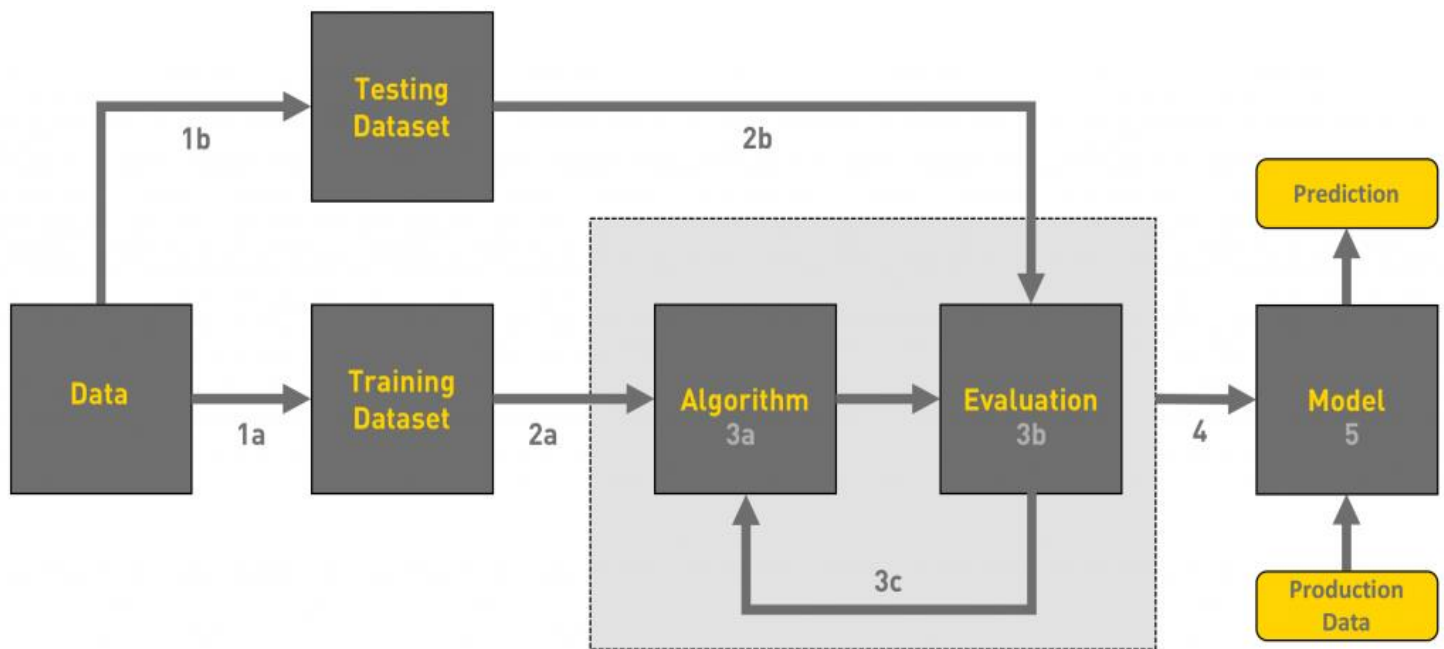 Testing
Dataset
1b
2b
Prediction
Data
Training
Dataset
Algorithm
3a
Evaluation
3b
Model
5
1a
2a
4
3c
Production
Data